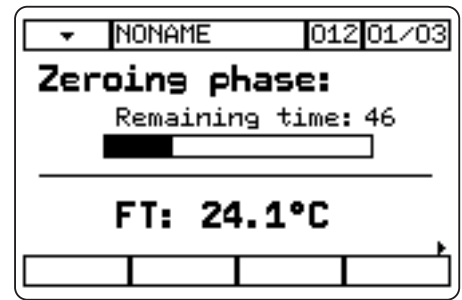 NONAME 012 01/03
Zeroing phase:
Remaining time: 46
FT: 24.1°C